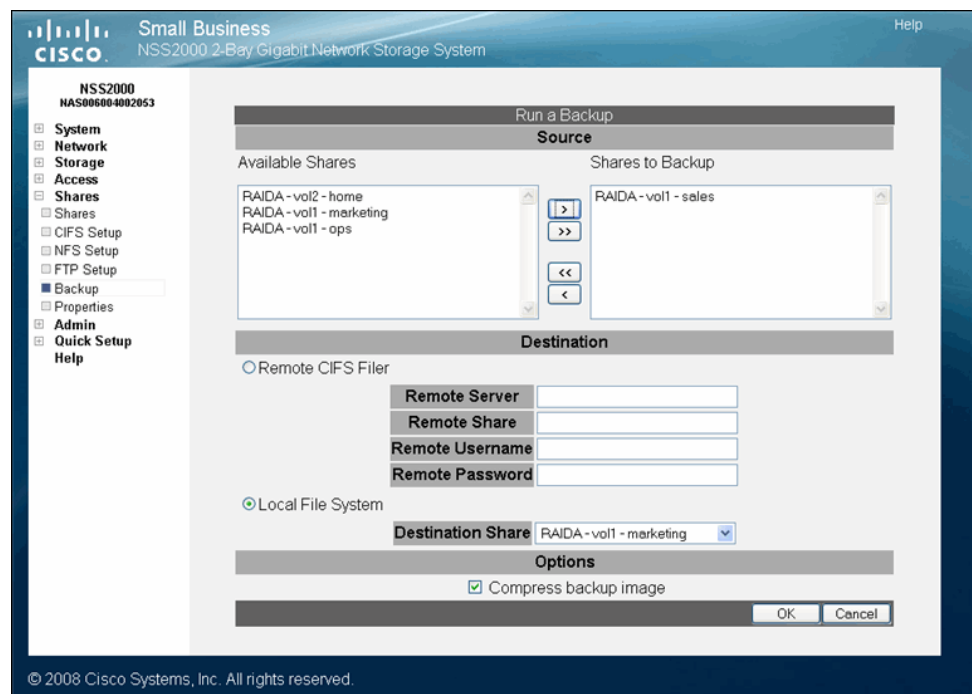 Small Business
Help
CISCO
NSS2000 2-Bay Gigabit Network Storage System
NSS2000
NAS006004002053
System
Network
Storage
Access
Shares
Shares
CIFS Setup
NFS Setup
FTP Setup
Backup
Properties
Admin
Quick Setup
Help
Run a Backup
Source
Available Shares
Shares to Backup
RAIDA-vol2-home
RAIDA-vol1-marketing
RAIDA-vol1-ops
>
>>
<<
<
RAIDA-vol1-sales
Destination
Remote CIFS Filer
Remote Server
Remote Share
Remote Username
Remote Password
Local File System
Destination Share RAIDA-vol1-marketing
Options
Compress backup image
OK Cancel
© 2008 Cisco Systems, Inc. All rights reserved.